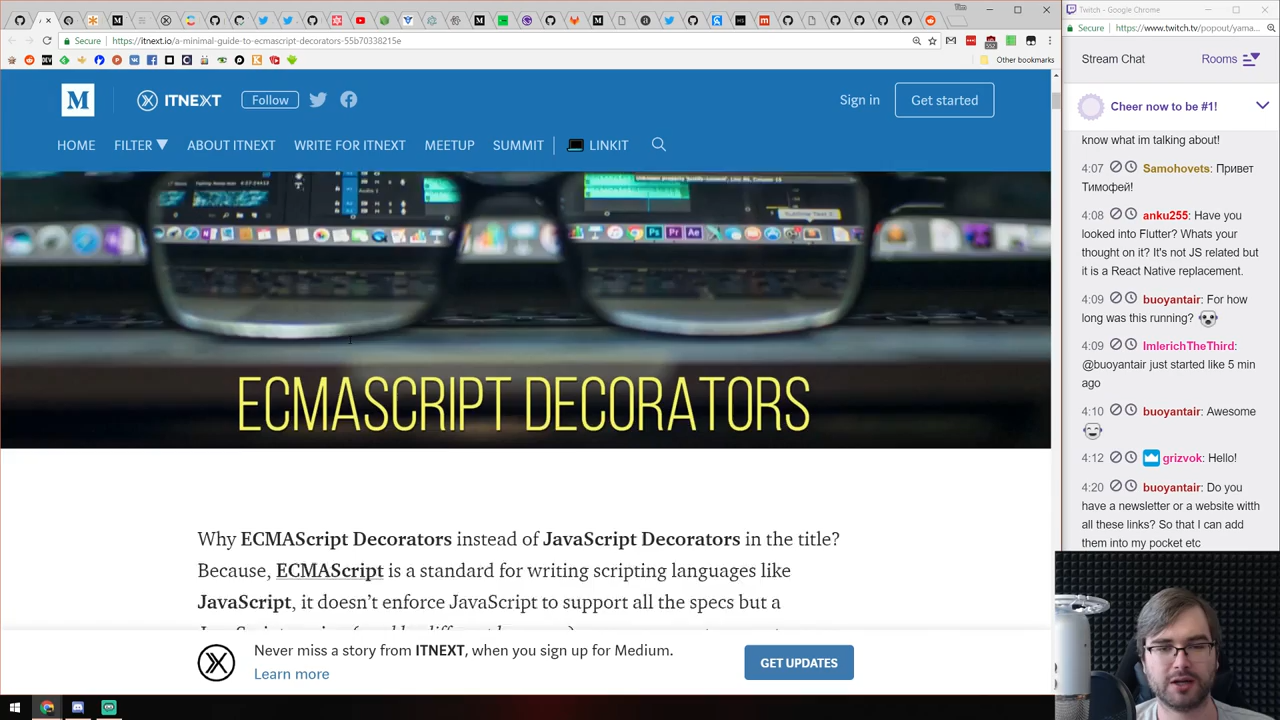 Twitch - Google Chrome
Secure
https://itnext.io/a-minimal-guide-to-ecmascript-decorators-55b70338215e
Other bookmarks
M
ITNEXT
Follow
Sign in
Get started
HOME
FILTER ▼
ABOUT ITNEXT
WRITE FOR ITNEXT
MEETUP
SUMMIT
LINKIT
ECMASCRIPT DECORATORS
Why ECMAScript Decorators instead of JavaScript Decorators in the title?
Because, ECMAScript is a standard for writing scripting languages like
JavaScript, it doesn’t enforce JavaScript to support all the specs but a
Never miss a story from ITNEXT, when you sign up for Medium.
Learn more
GET UPDATES
Secure
https://www.twitch.tv/popout/yama
Stream Chat
Rooms
Cheer now to be #1!
know what im talking about!
4:07 Samohovets: Привет
Тимофей!
4:08 anku255: Have you
looked into Flutter? Whats your
thought on it? It's not JS related but
it is a React Native replacement.
4:09 buoyantair: For how
long was this running?
4:09 ImlerichTheThird:
@buoyantair just started like 5 min
ago
4:10 buoyantair: Awesome
4:12 grizvok: Hello!
4:20 buoyantair: Do you
have a newsletter or a website witth
all these links? So that I can add
them into my pocket etc